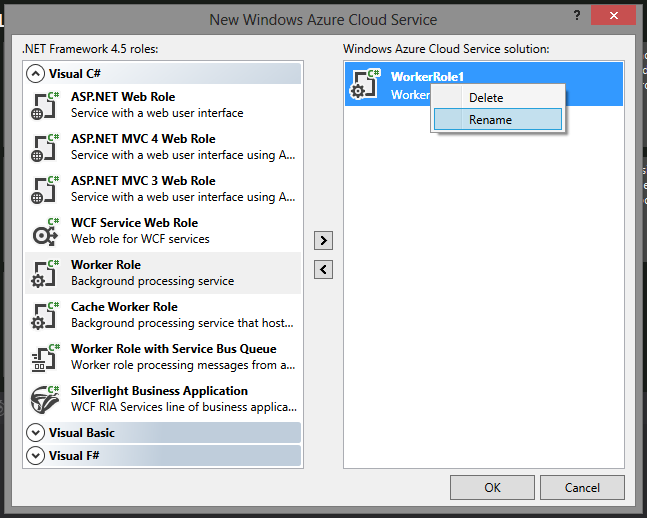 New Windows Azure Cloud Service
?
.NET Framework 4.5 roles:
Windows Azure Cloud Service solution:
Visual C#
C#
ASP.NET Web Role
Service with a web user interface
C#
ASP.NET MVC 4 Web Role
Service with a web user interface using A...
C#
ASP.NET MVC 3 Web Role
Service with a web user interface using A...
C#
WCF Service Web Role
Web role for WCF services
C#
Worker Role
Background processing service
C#
Cache Worker Role
Background processing service that host...
C#
Worker Role with Service Bus Queue
Worker role processing messages from a...
C#
Silverlight Business Application
WCF RIA Services line of business applica...
Visual Basic
Visual F#
C#
WorkerRole1
Worker
Delete
Rename
OK
Cancel